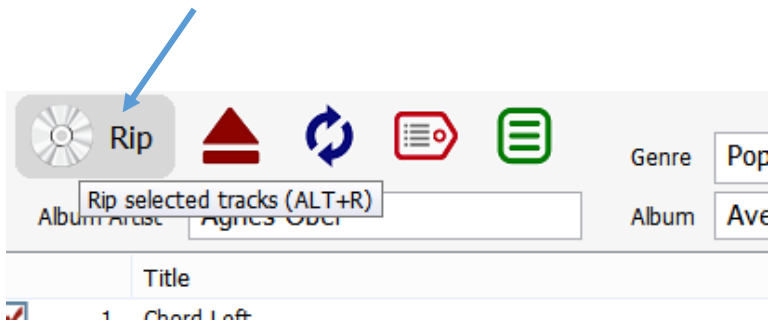 Rip
Genre Pop
Rip selected tracks (ALT+R)
Album Artist Agnes Obel
Album Ave
Title
1 Chord Left